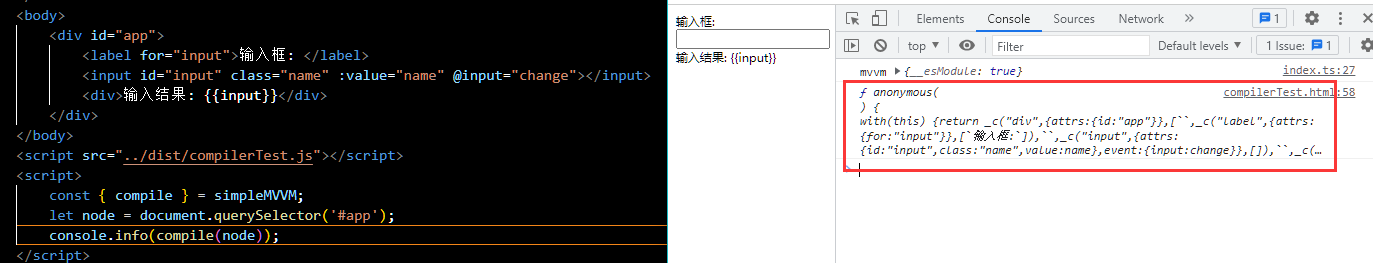 <body>
<div id="app">
<label for="input">输入框: </label>
<input id="input" class="name" :value="name" @input="change"></input>
<div>输入结果: {{input}}</div>
</div>
</body>
<script src="../dist/compilerTest.js"></script>
<script>
const { compile } = simpleMVVM;
let node = document.querySelector('#app');
console.info(compile(node));
</script>
输入框:
输入结果: {{input}}
Elements Console Sources Network » 1
top Filter Default levels 1 Issue: 1
mvvm {__esModule: true} index.ts:27
ƒ anonymous( compilerTest.html:58
) {
with(this) {return _c("div",{attrs:{id:"app"}},[``,_c("label",{attrs:
{for:"input"}},[`输入框:`]),``,_c("input",{attrs:
{id:"input",class:"name",value:name},event:{input:change}},[]),``,_c(…